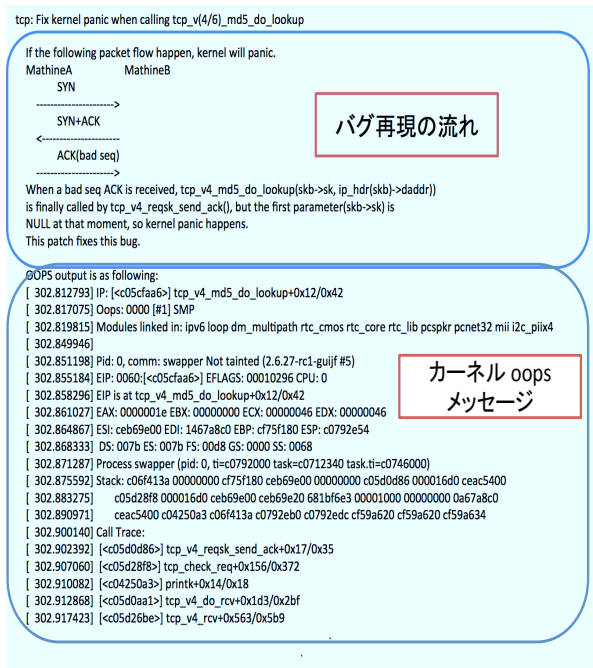 tcp: Fix kernel panic when calling tcp_v(4/6)_md5_do_lookup
If the following packet flow happen, kernel will panic.
MathineA MathineB
SYN
---------------------->
SYN+ACK
<----------------------
ACK(bad seq)
---------------------->
バグ再現の流れ
When a bad seq ACK is received, tcp_v4_md5_do_lookup(skb->sk, ip_hdr(skb)->daddr))
is finally called by tcp_v4_reqsk_send_ack(), but the first parameter(skb->sk) is
NULL at that moment, so kernel panic happens.
This patch fixes this bug.
OOPS output is as following:
[ 302.812793] IP: [<c05cfaa6>] tcp_v4_md5_do_lookup+0x12/0x42
[ 302.817075] Oops: 0000 [#1] SMP
[ 302.819815] Modules linked in: ipv6 loop dm_multipath rtc_cmos rtc_core rtc_lib pcspkr pcnet32 mii i2c_piix4
[ 302.849946]
[ 302.851198] Pid: 0, comm: swapper Not tainted (2.6.27-rc1-guijf #5)
[ 302.855184] EIP: 0060:[<c05cfaa6>] EFLAGS: 00010296 CPU: 0
[ 302.858296] EIP is at tcp_v4_md5_do_lookup+0x12/0x42
[ 302.861027] EAX: 0000001e EBX: 00000000 ECX: 00000046 EDX: 00000046
[ 302.864867] ESI: ceb69e00 EDI: 1467a8c0 EBP: cf75f180 ESP: c0792e54
[ 302.868333] DS: 007b ES: 007b FS: 00d8 GS: 0000 SS: 0068
[ 302.871287] Process swapper (pid: 0, ti=c0792000 task=c0712340 task.ti=c0746000)
[ 302.875592] Stack: c06f413a 00000000 cf75f180 ceb69e00 00000000 c05d0d86 000016d0 ceac5400
[ 302.883275] c05d28f8 000016d0 ceb69e00 ceb69e20 681bf6e3 00001000 00000000 0a67a8c0
[ 302.890971] ceac5400 c04250a3 c06f413a c0792eb0 c0792edc cf59a620 cf59a620 cf59a634
[ 302.900140] Call Trace:
[ 302.902392] [<c05d0d86>] tcp_v4_reqsk_send_ack+0x17/0x35
[ 302.907060] [<c05d28f8>] tcp_check_req+0x156/0x372
[ 302.910082] [<c04250a3>] printk+0x14/0x18
[ 302.912868] [<c05d0aa1>] tcp_v4_do_rcv+0x1d3/0x2bf
[ 302.917423] [<c05d26be>] tcp_v4_rcv+0x563/0x5b9
.
.
カーネル oops
メッセージ